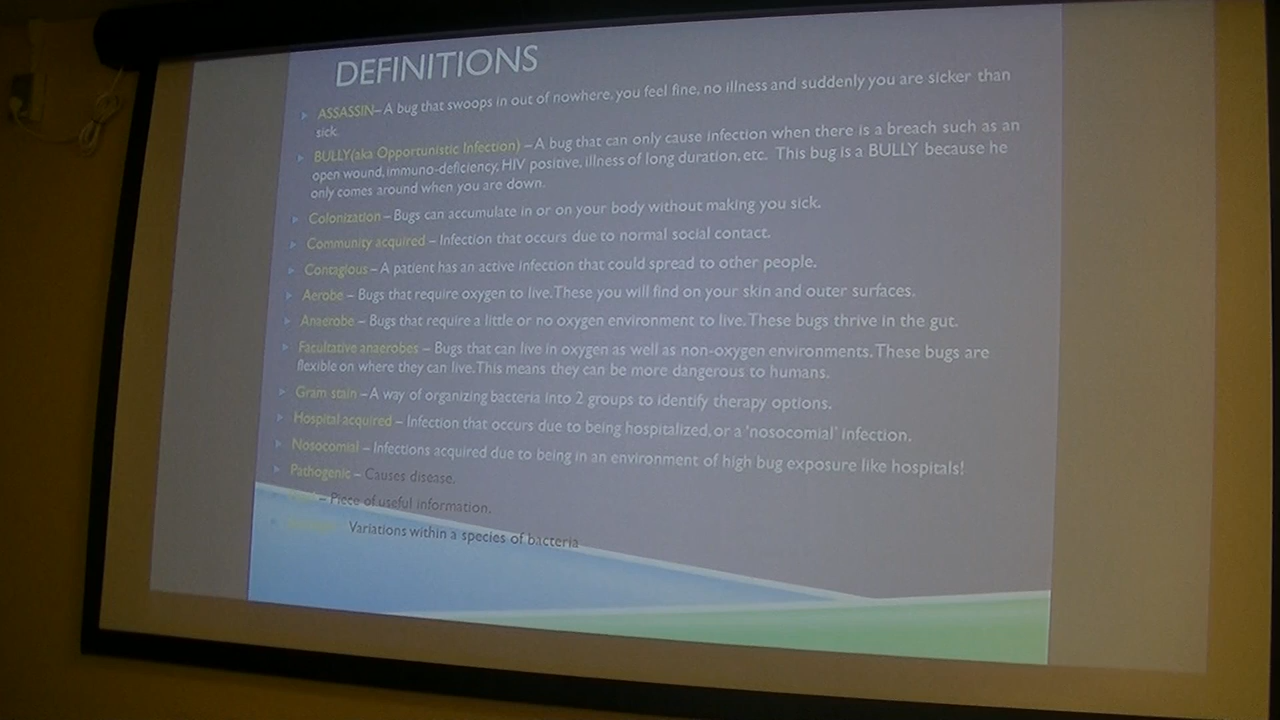 DEFINITIONS
ASSASSIN– A bug that swoops in out of nowhere, you feel fine, no illness and suddenly you are sicker than
sick.
BULLY(aka Opportunistic Infection) – A bug that can only cause infection when there is a breach such as an
open wound, immuno-deficiency, HIV positive, illness of long duration, etc. This bug is a BULLY because he
only comes around when you are down.
Colonization – Bugs can accumulate in or on your body without making you sick.
Community acquired – Infection that occurs due to normal social contact.
Contagious – A patient has an active infection that could spread to other people.
Aerobe – Bugs that require oxygen to live. These you will find on your skin and outer surfaces.
Anaerobe – Bugs that require a little or no oxygen environment to live. These bugs thrive in the gut.
Facultative anaerobes – Bugs that can live in oxygen as well as non-oxygen environments. These bugs are
flexible on where they can live. This means they can be more dangerous to humans.
Gram stain – A way of organizing bacteria into 2 groups to identify therapy options.
Hospital acquired – Infection that occurs due to being hospitalized, or a 'nosocomial' infection.
Nosocomial – Infections acquired due to being in an environment of high bug exposure like hospitals!
Pathogenic – Causes disease.
– Piece of useful information.
Variations within a species of bacteria